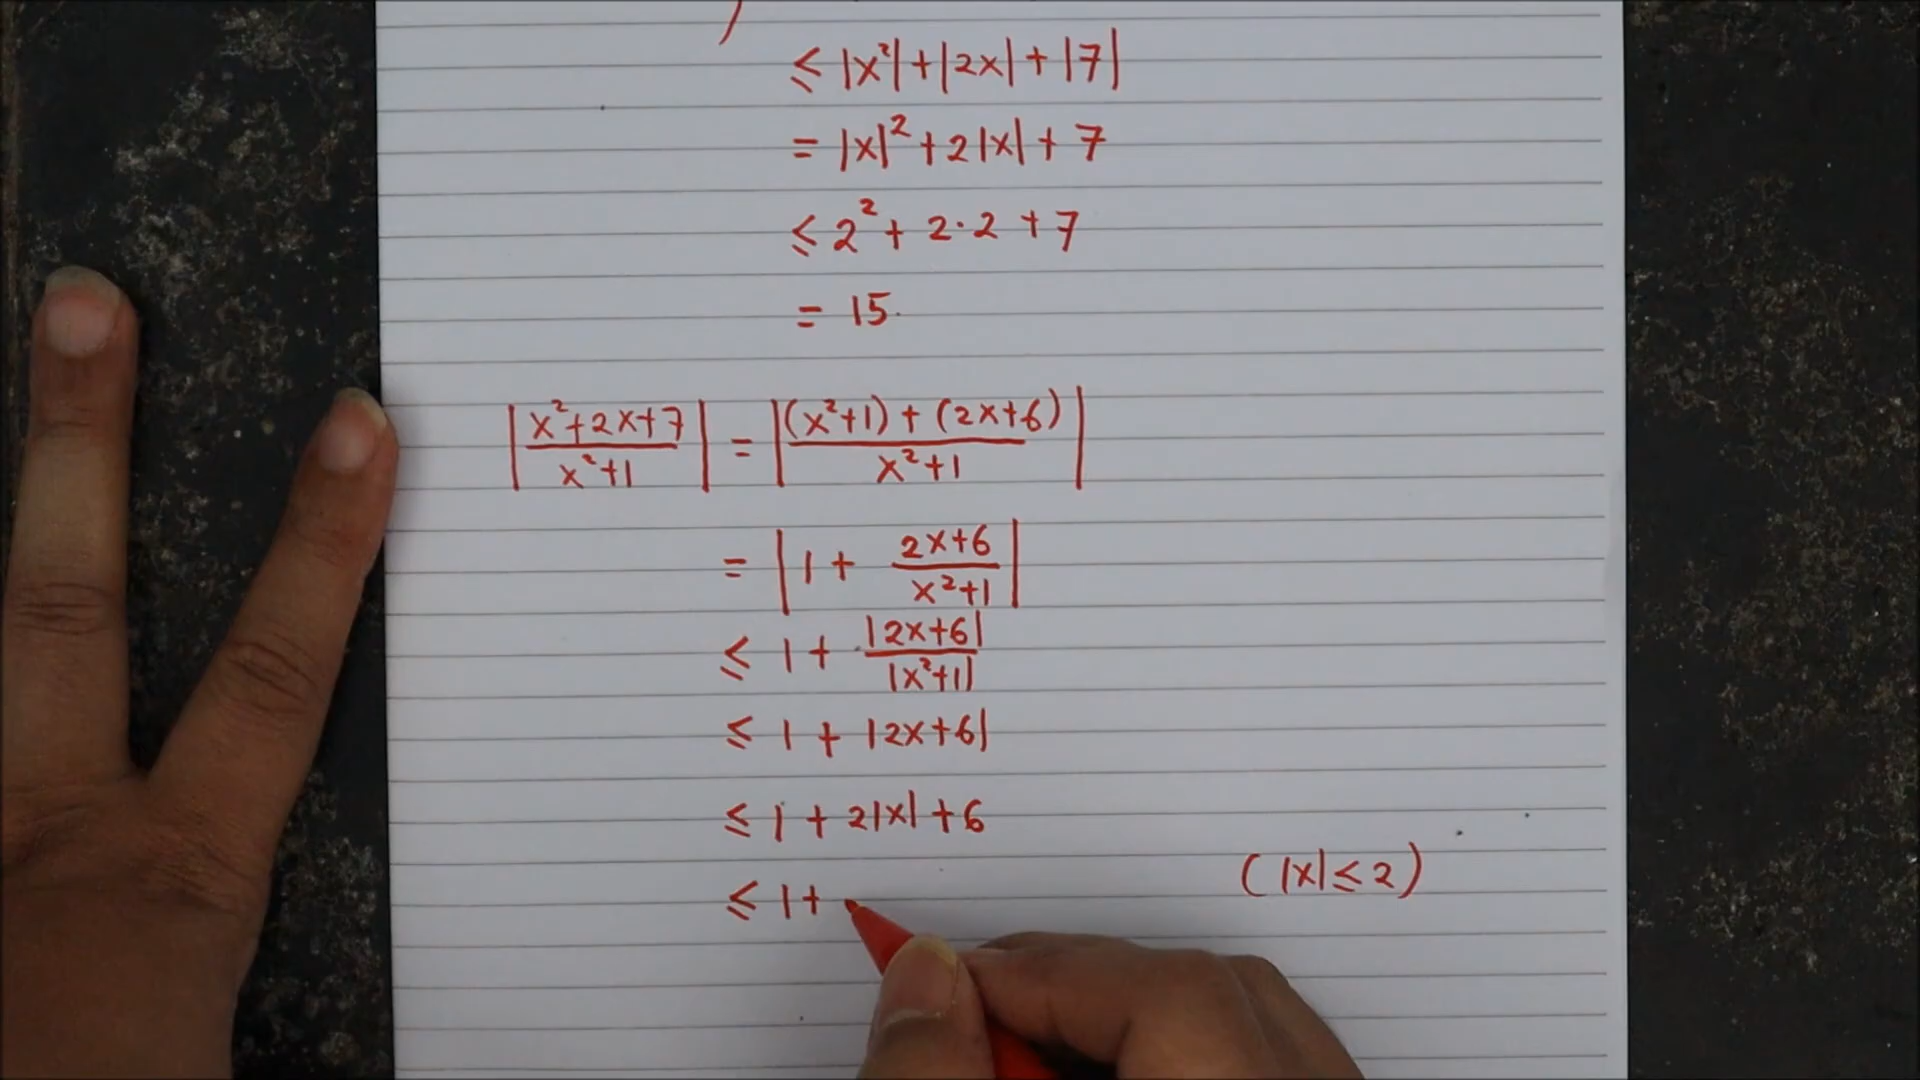 ≤ |x²| + |2x| + |7|
= |x|² + 2|x| + 7
≤ 2² + 2·2 + 7
= 15.
|x²+2x+7 / x²+1| = |(x²+1) + (2x+6) / x²+1|
= |1 + 2x+6 / x²+1|
≤ 1 + |2x+6| / |x²+1|
≤ 1 + |2x+6|
≤ 1 + 2|x| + 6
≤ 1 + (|x| ≤ 2)